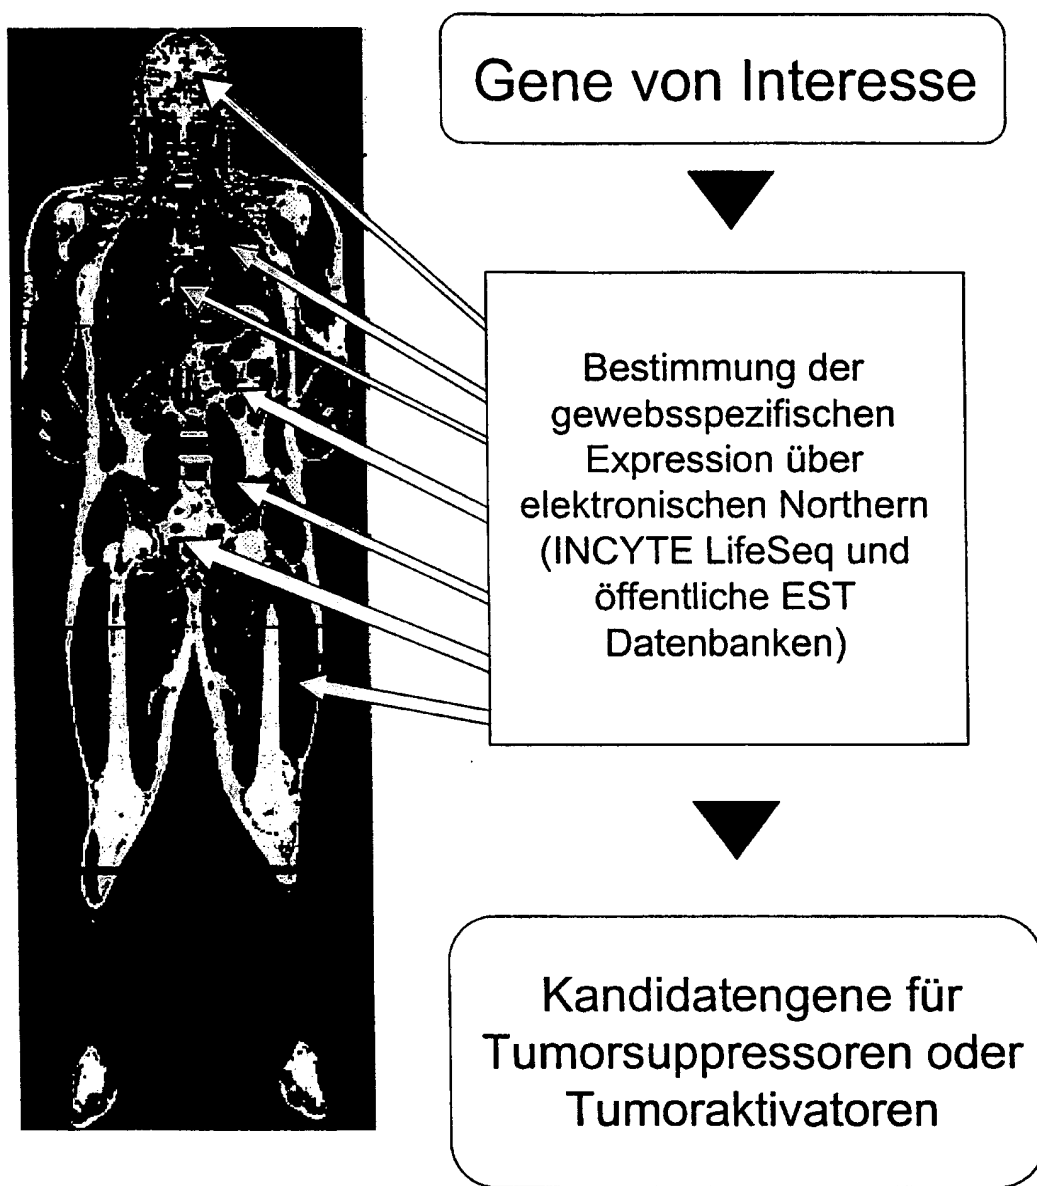 Gene von Interesse
Bestimmung der
gewebsspezifischen
Expression über
elektronischen Northern
(INCYTE LifeSeq und
öffentliche EST
Datenbanken)
Kandidatengene für
Tumorsuppressoren oder
Tumoraktivatoren